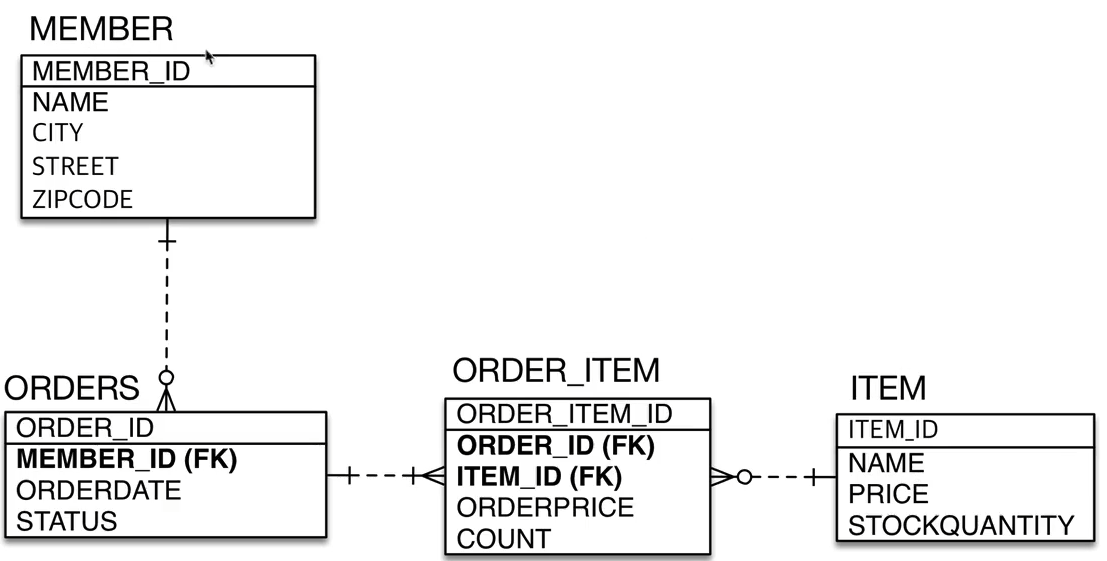 MEMBER
MEMBER_ID
NAME
CITY
STREET
ZIPCODE
ORDERS
ORDER_ID
MEMBER_ID (FK)
ORDERDATE
STATUS
ORDER_ITEM
ORDER_ITEM_ID
ORDER_ID (FK)
ITEM_ID (FK)
ORDERPRICE
COUNT
ITEM
ITEM_ID
NAME
PRICE
STOCKQUANTITY